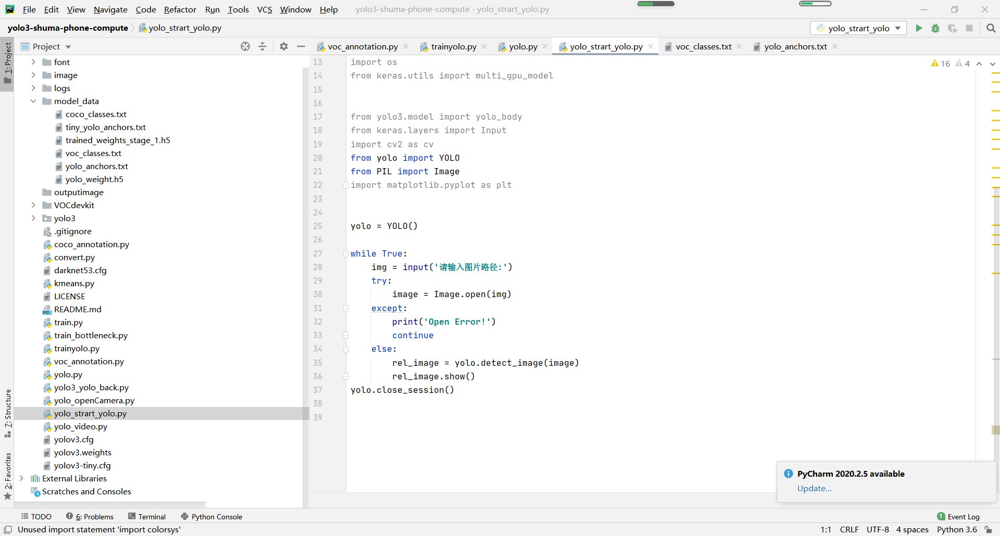 File Edit View Navigate Code Refactor Run Tools VCS Window Help yolo3-shuma-phone-compute - yolo_strart_yolo.py
yolo3-shuma-phone-compute yolo_strart_yolo.py yolo_strart_yolo
1: Project
Project
voc_annotation.py trainyolo.py yolo.py yolo_strart_yolo.py voc_classes.txt yolo_anchors.txt
font
image
logs
model_data
coco_classes.txt
tiny_yolo_anchors.txt
trained_weights_stage_1.h5
voc_classes.txt
yolo_anchors.txt
yolo_weight.h5
outputimage
VOCdevkit
yolo3
.gitignore
coco_annotation.py
convert.py
darknet53.cfg
kmeans.py
LICENSE
README.md
train.py
train_bottleneck.py
trainyolo.py
voc_annotation.py
yolo.py
yolo3_yolo_back.py
yolo_openCamera.py
yolo_strart_yolo.py
yolo_video.py
yolov3.cfg
yolov3.weights
yolov3-tiny.cfg
External Libraries
Scratches and Consoles
7: Structure
2: Favorites
16 4
13 import os
14 from keras.utils import multi_gpu_model
15
16
17 from yolo3.model import yolo_body
18 from keras.layers import Input
19 import cv2 as cv
20 from yolo import YOLO
21 from PIL import Image
22 import matplotlib.pyplot as plt
23
24
25 yolo = YOLO()
26
27 while True:
28     img = input('请输入图片路径:')
29     try:
30         image = Image.open(img)
31     except:
32         print('Open Error!')
33         continue
34     else:
35         rel_image = yolo.detect_image(image)
36         rel_image.show()
37 yolo.close_session()
38
39
PyCharm 2020.2.5 available
Update...
TODO 6: Problems Terminal Python Console 1 Event Log
Unused import statement 'import colorsys' 1:1 CRLF UTF-8 4 spaces Python 3.6